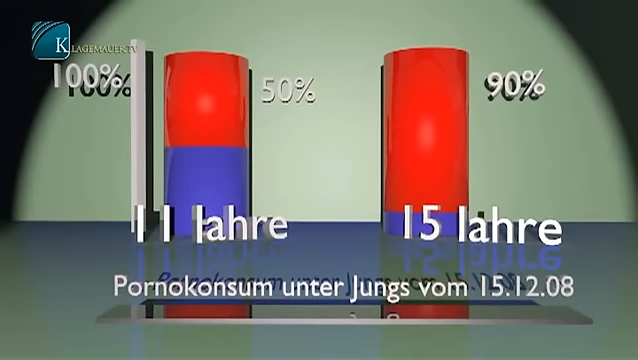 KLAGEMAUER.TV
100%
50%
90%
11 Jahre
15 Jahre
Pornokonsum unter Jungs vom 15.12.08